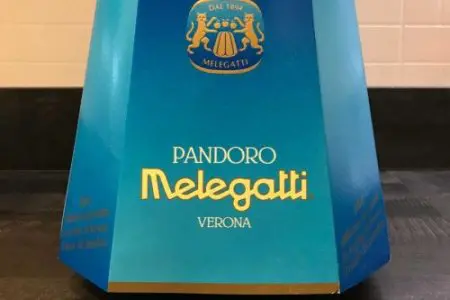 DAL 1894
MELEGATTI
PANDORO
Melegatti
VERONA